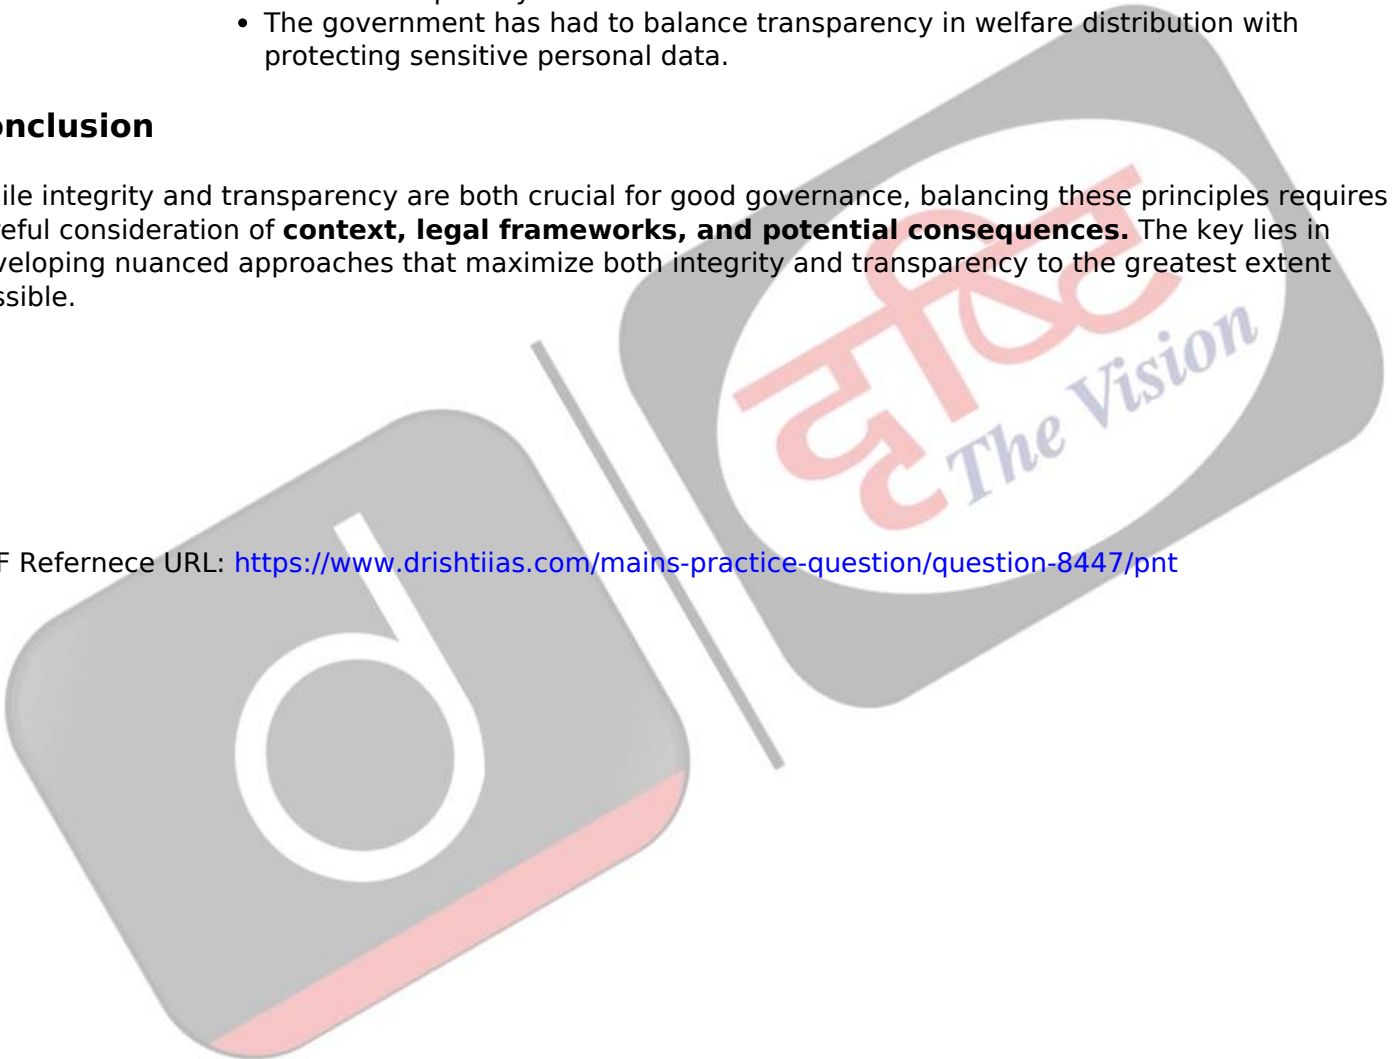 • The government has had to balance transparency in welfare distribution with
protecting sensitive personal data.
onclusion
ile integrity and transparency are both crucial for good governance, balancing these principles requires
eful consideration of context, legal frameworks, and potential consequences. The key lies in
veloping nuanced approaches that maximize both integrity and transparency to the greatest extent
ssible.
दृष्टि
The Vision
d
F Refernece URL: https://www.drishtiias.com/mains-practice-question/question-8447/pnt